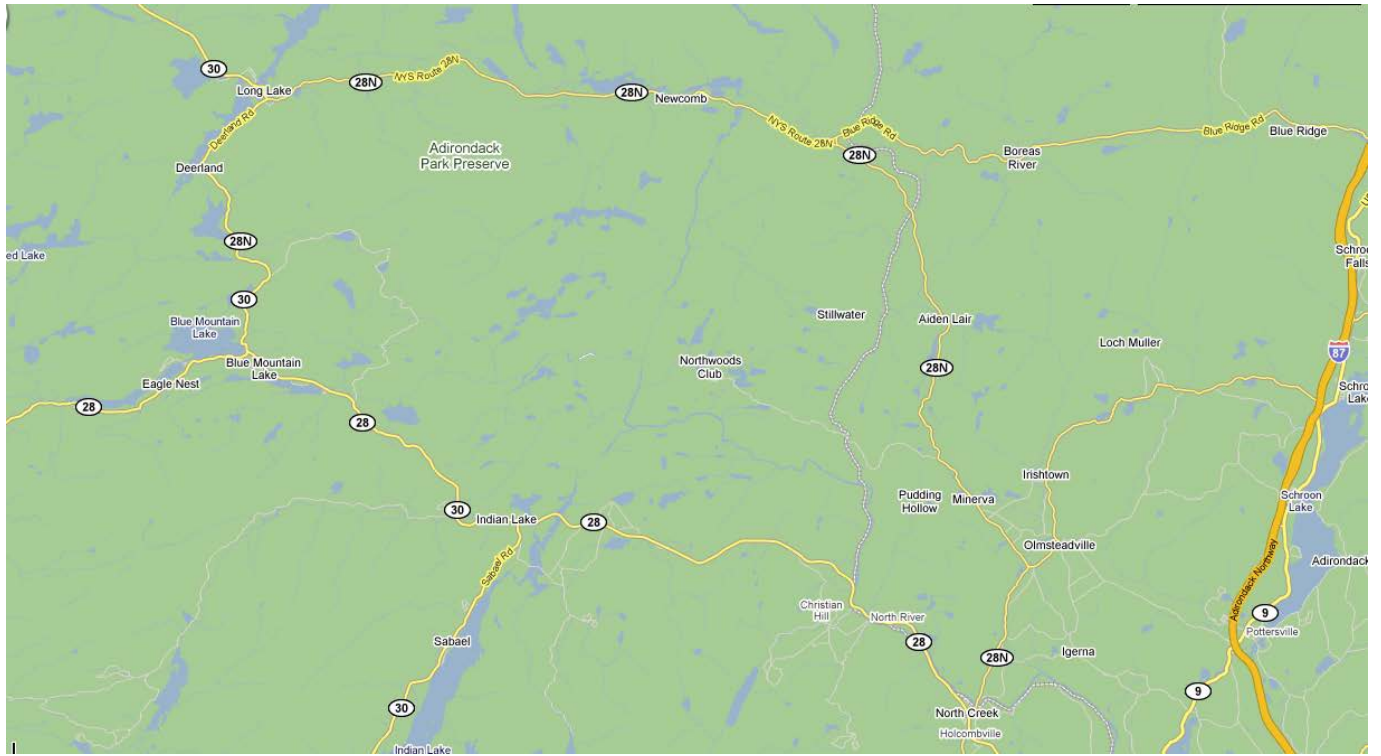 30
Long Lake
28N
NYS Route 28N
28N
Newcomb
NYS Route 28N
Blue Ridge Rd
28N
Boreas
River
Blue Ridge Rd
Blue Ridge
Deerland Rd
Deerland
Adirondack
Park Preserve
28N
ed Lake
30
Blue Mountain
Lake
Blue Mountain
Lake
Eagle Nest
28
28
Stillwater
Aiden Lair
Northwoods
Club
28N
Loch Muller
Schroo
Falls
87
Schro
Lake
30
Indian Lake
28
Sabael Rd
Pudding
Hollow
Minerva
Irishtown
Olmsteadville
Schroon
Lake
Adirondack
Adirondack Northway
Christian
Hill
North River
28
28N
Igerna
9
Pottersville
9
Sabael
30
Indian Lake
North Creek
Holcombville